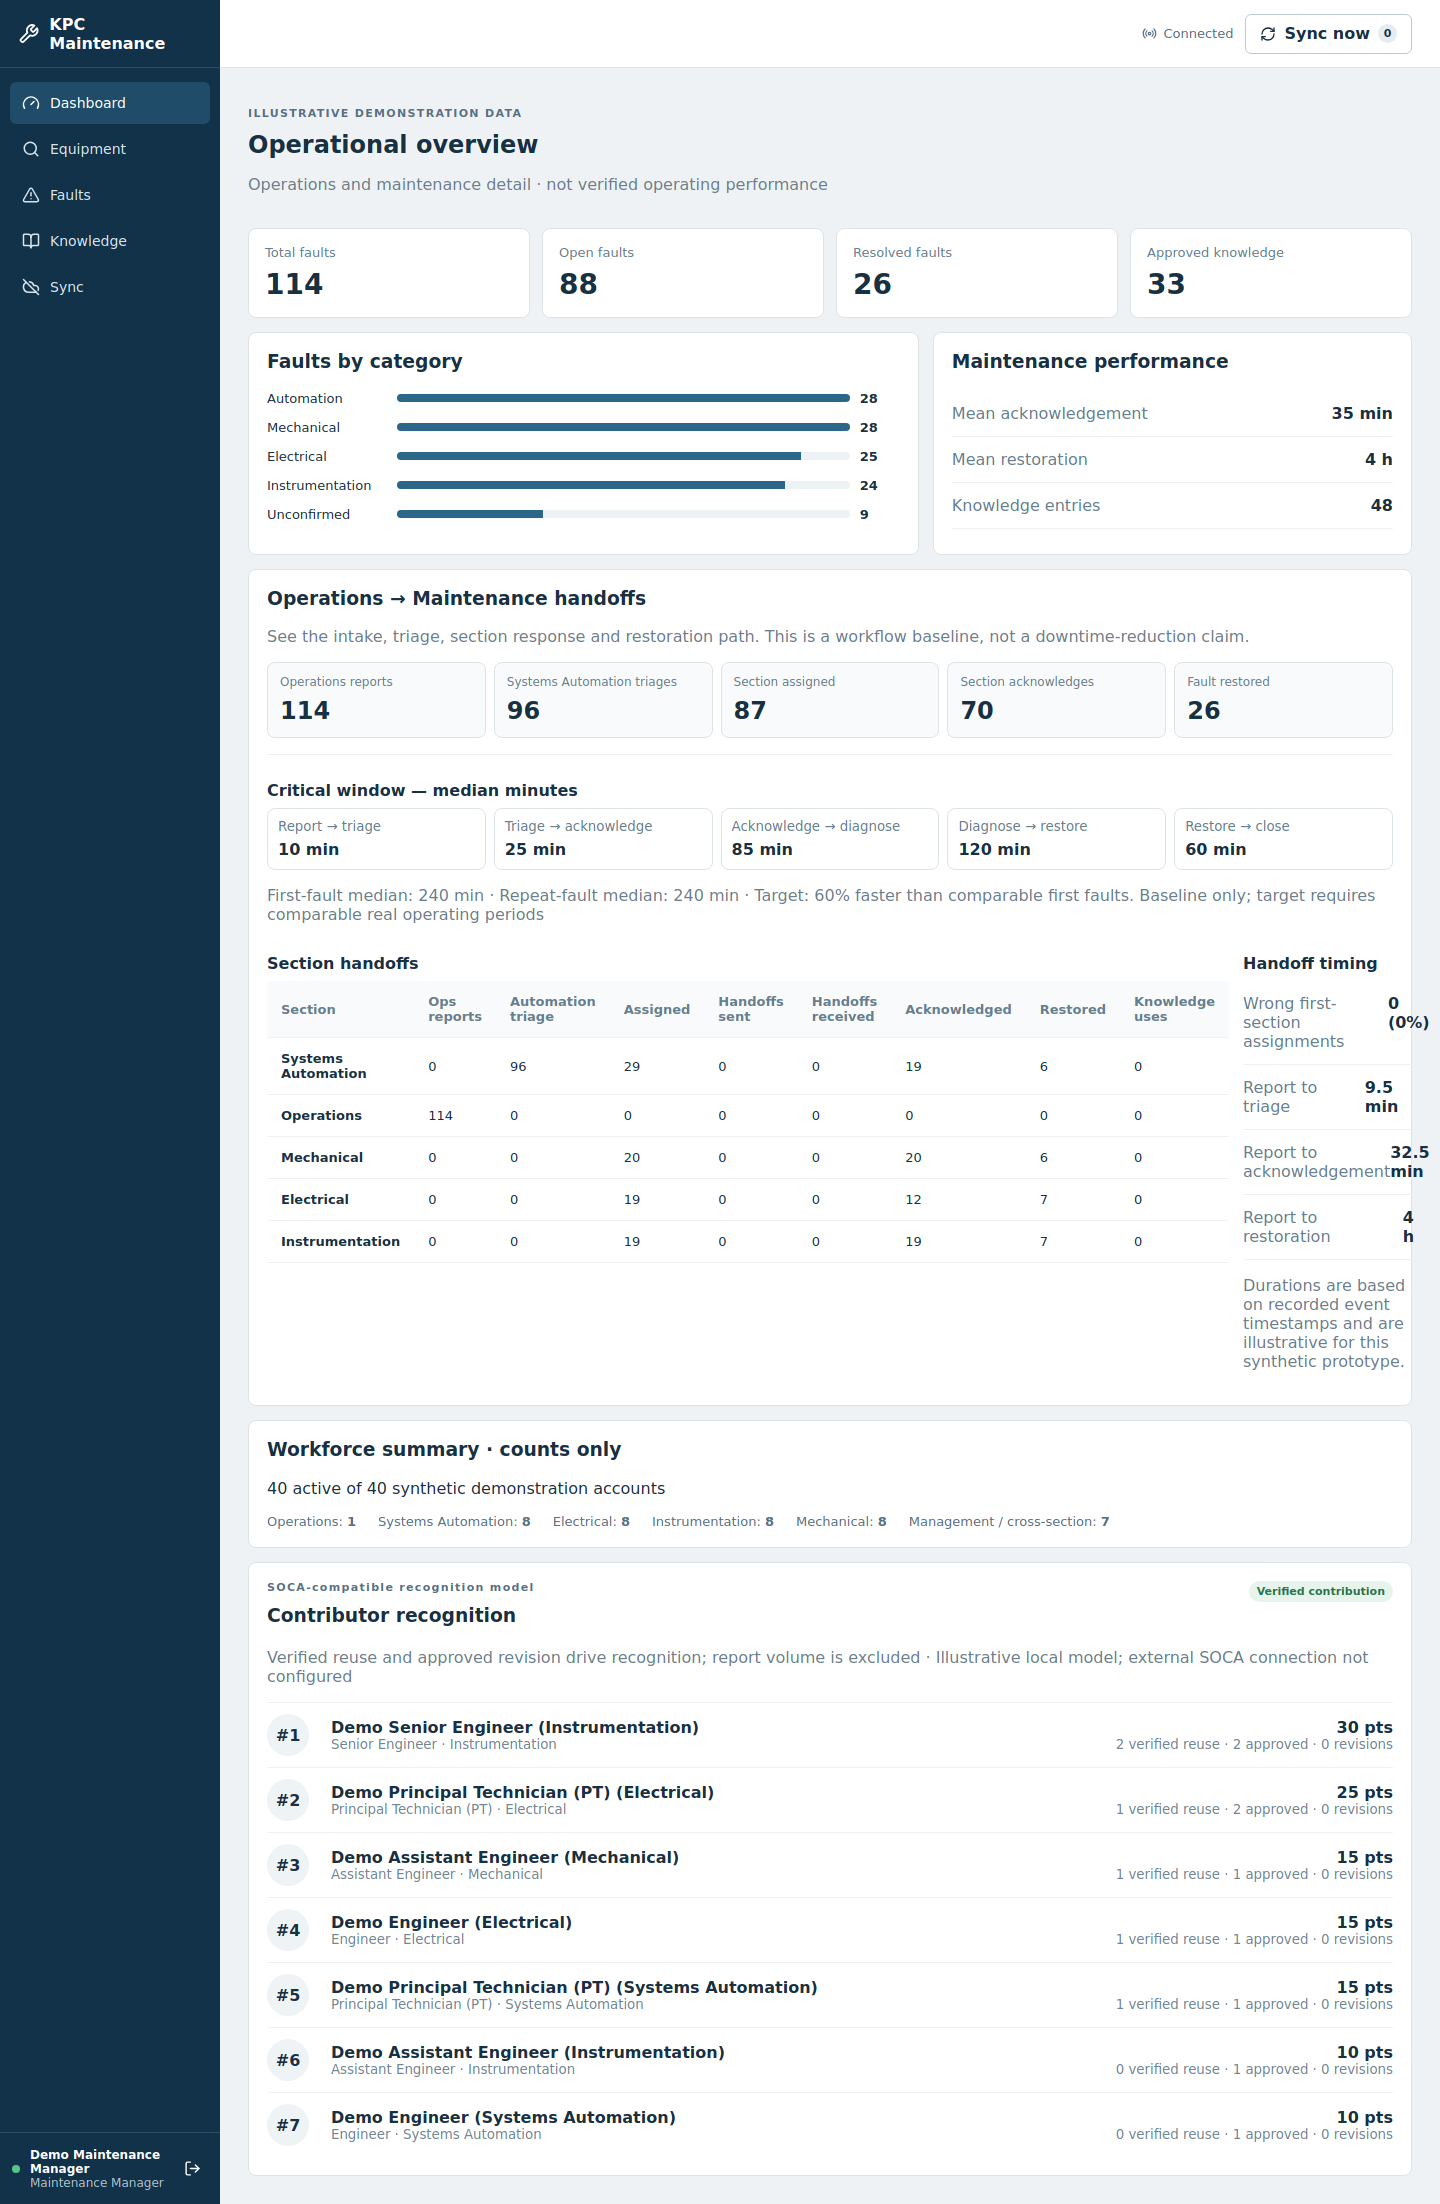 KPC
Maintenance
Connected
Sync now 0
Dashboard
Equipment
Faults
Knowledge
Sync
ILLUSTRATIVE DEMONSTRATION DATA
Operational overview
Operations and maintenance detail · not verified operating performance
Total faults
114
Open faults
88
Resolved faults
26
Approved knowledge
33
Faults by category
Automation 28
Mechanical 28
Electrical 25
Instrumentation 24
Unconfirmed 9
Maintenance performance
Mean acknowledgement 35 min
Mean restoration 4 h
Knowledge entries 48
Operations → Maintenance handoffs
See the intake, triage, section response and restoration path. This is a workflow baseline, not a downtime-reduction claim.
Operations reports
114
Systems Automation triages
96
Section assigned
87
Section acknowledges
70
Fault restored
26
Critical window — median minutes
Report → triage
10 min
Triage → acknowledge
25 min
Acknowledge → diagnose
85 min
Diagnose → restore
120 min
Restore → close
60 min
First-fault median: 240 min · Repeat-fault median: 240 min · Target: 60% faster than comparable first faults. Baseline only; target requires
comparable real operating periods
Section handoffs
Section Ops reports Automation triage Assigned Handoffs sent Handoffs received Acknowledged Restored Knowledge uses
Systems Automation 0 96 29 0 0 19 6 0
Operations 114 0 0 0 0 0 0 0
Mechanical 0 0 20 0 0 20 6 0
Electrical 0 0 19 0 0 12 7 0
Instrumentation 0 0 19 0 0 19 7 0
Handoff timing
Wrong first-section assignments 0 (0%)
Report to triage 9.5 min
Report to acknowledgement 32.5 min
Report to restoration 4 h
Durations are based
on recorded event
timestamps and are
illustrative for this
synthetic prototype.
Workforce summary · counts only
40 active of 40 synthetic demonstration accounts
Operations: 1 Systems Automation: 8 Electrical: 8 Instrumentation: 8 Mechanical: 8 Management / cross-section: 7
SOCA-compatible recognition model
Verified contribution
Contributor recognition
Verified reuse and approved revision drive recognition; report volume is excluded · Illustrative local model; external SOCA connection not
configured
#1 Demo Senior Engineer (Instrumentation) 30 pts
Senior Engineer · Instrumentation 2 verified reuse · 2 approved · 0 revisions
#2 Demo Principal Technician (PT) (Electrical) 25 pts
Principal Technician (PT) · Electrical 1 verified reuse · 2 approved · 0 revisions
#3 Demo Assistant Engineer (Mechanical) 15 pts
Assistant Engineer · Mechanical 1 verified reuse · 1 approved · 0 revisions
#4 Demo Engineer (Electrical) 15 pts
Engineer · Electrical 1 verified reuse · 1 approved · 0 revisions
#5 Demo Principal Technician (PT) (Systems Automation) 15 pts
Principal Technician (PT) · Systems Automation 1 verified reuse · 1 approved · 0 revisions
#6 Demo Assistant Engineer (Instrumentation) 10 pts
Assistant Engineer · Instrumentation 0 verified reuse · 1 approved · 0 revisions
#7 Demo Engineer (Systems Automation) 10 pts
Engineer · Systems Automation 0 verified reuse · 1 approved · 0 revisions
Demo Maintenance
Manager
Maintenance Manager